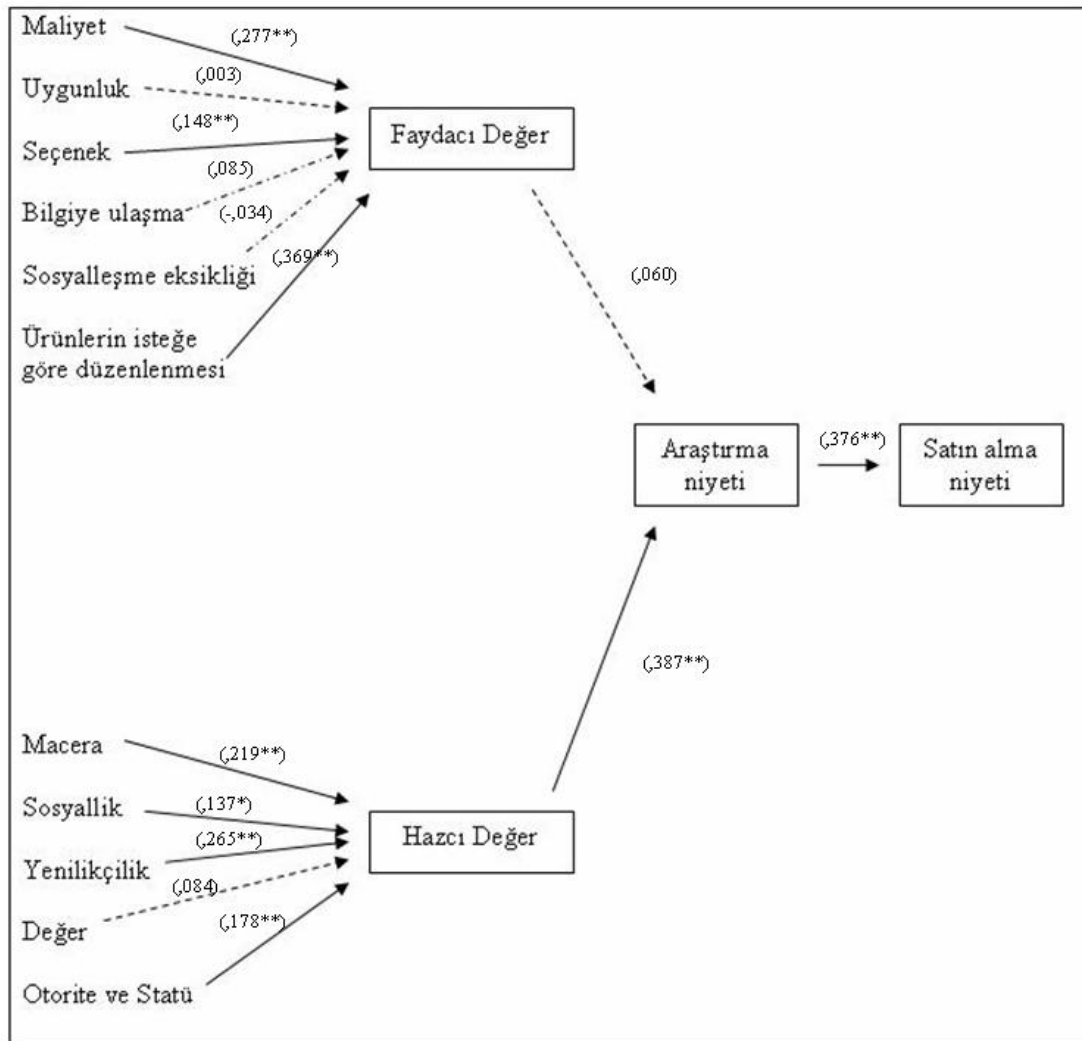 Maliyet
(,277**)
Uygunluk
(,003)
Seçenek
(,148**)
Bilgiye ulaşma
(,085)
Sosyalleşme eksikliği
(-,034)
Ürünlerin isteğe
göre düzenlenmesi
(,369**)
Faydacı Değer
(,060)
Araştırma
niyeti
(,376**)
Satın alma
niyeti
(,387**)
Macera
(,219**)
Sosyallik
(,137*)
Yenilikçilik
(,265**)
Değer
(,084)
Otorite ve Statü
(,178**)
Hazcı Değer